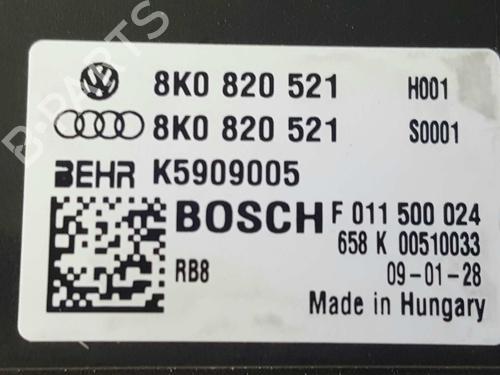 8K0 820 521 H001
8K0 820 521 S0001
BEHR K5909005
BOSCH F 011 500 024
658 K 00510033
RB8 09-01-28
Made in Hungary
B-PARTS